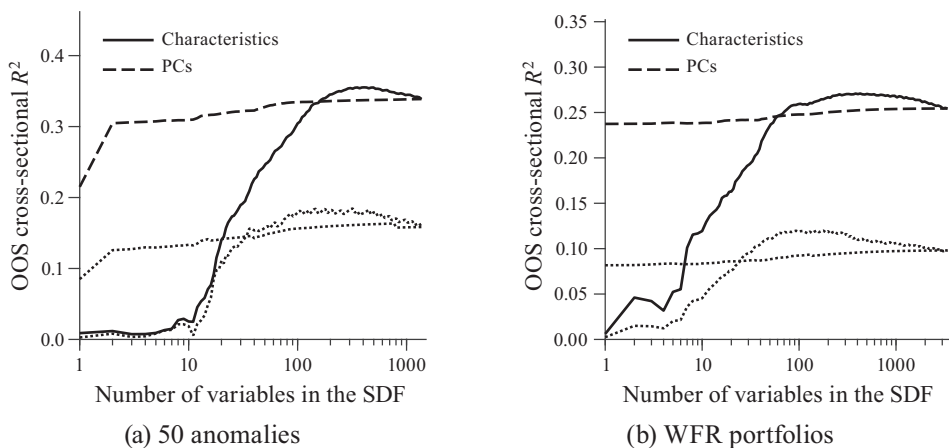 OOS cross-sectional R²
0.4
0.3
0.2
0.1
0.0
Characteristics
PCs
1 10 100 1000
Number of variables in the SDF
(a) 50 anomalies
OOS cross-sectional R²
0.35
0.30
0.25
0.20
0.15
0.10
0.05
0.00
Characteristics
PCs
1 10 100 1000
Number of variables in the SDF
(b) WFR portfolios